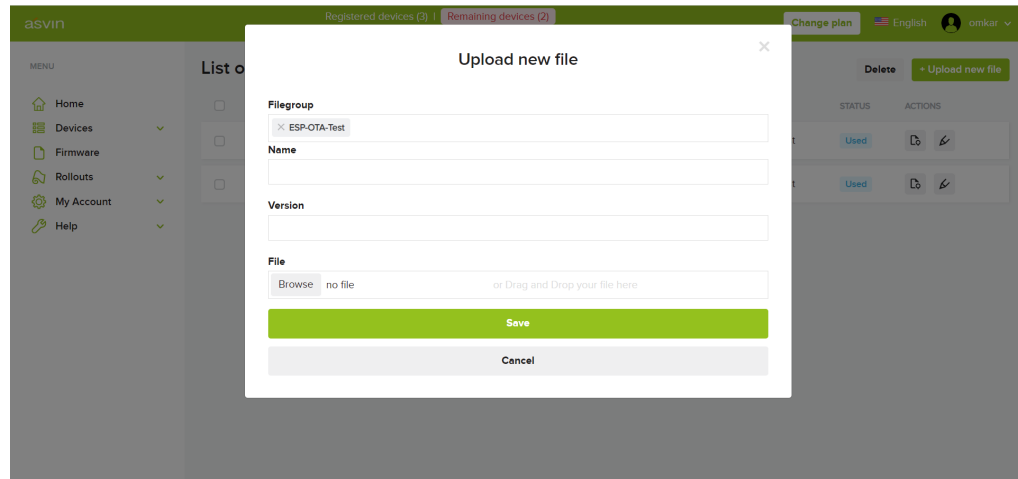 asvin
Registered devices (3) | Remaining devices (2)
Change plan
English
omkar
MENU
Home
Devices
Firmware
Rollouts
My Account
Help
List o
Delete
+ Upload new file
STATUS
ACTIONS
t
Used
t
Used
Upload new file
×
Filegroup
× ESP-OTA-Test
Name
Version
File
Browse no file or Drag and Drop your file here
Save
Cancel